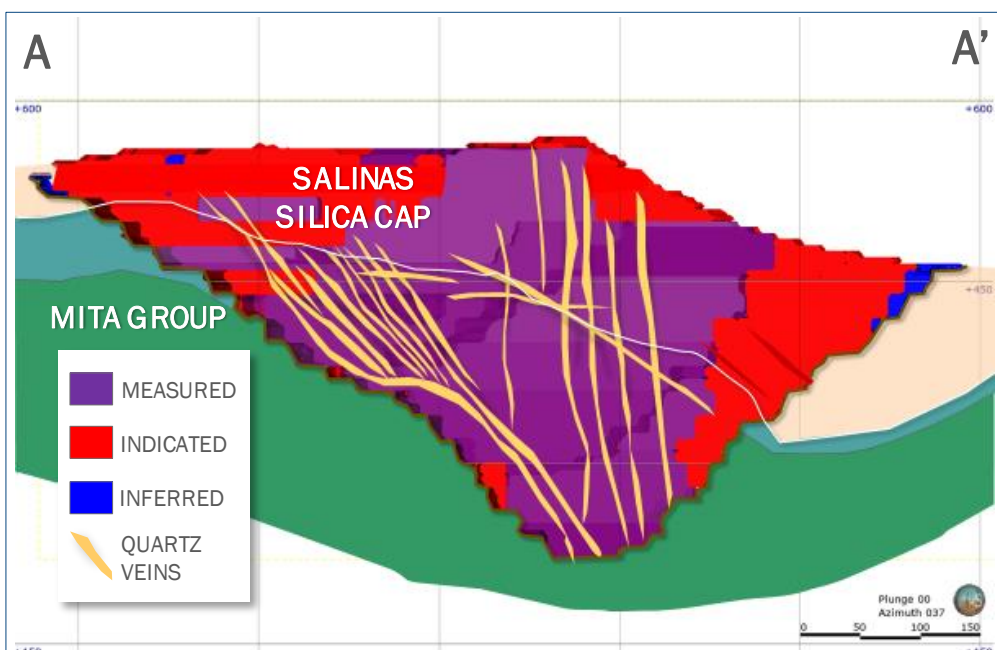 A
A’
+600
+600
SALINAS
SILICA CAP
+450
MITA GROUP
MEASURED
INDICATED
INFERRED
QUARTZ
VEINS
Plunge 00
Azimuth 037
0 50 100 150